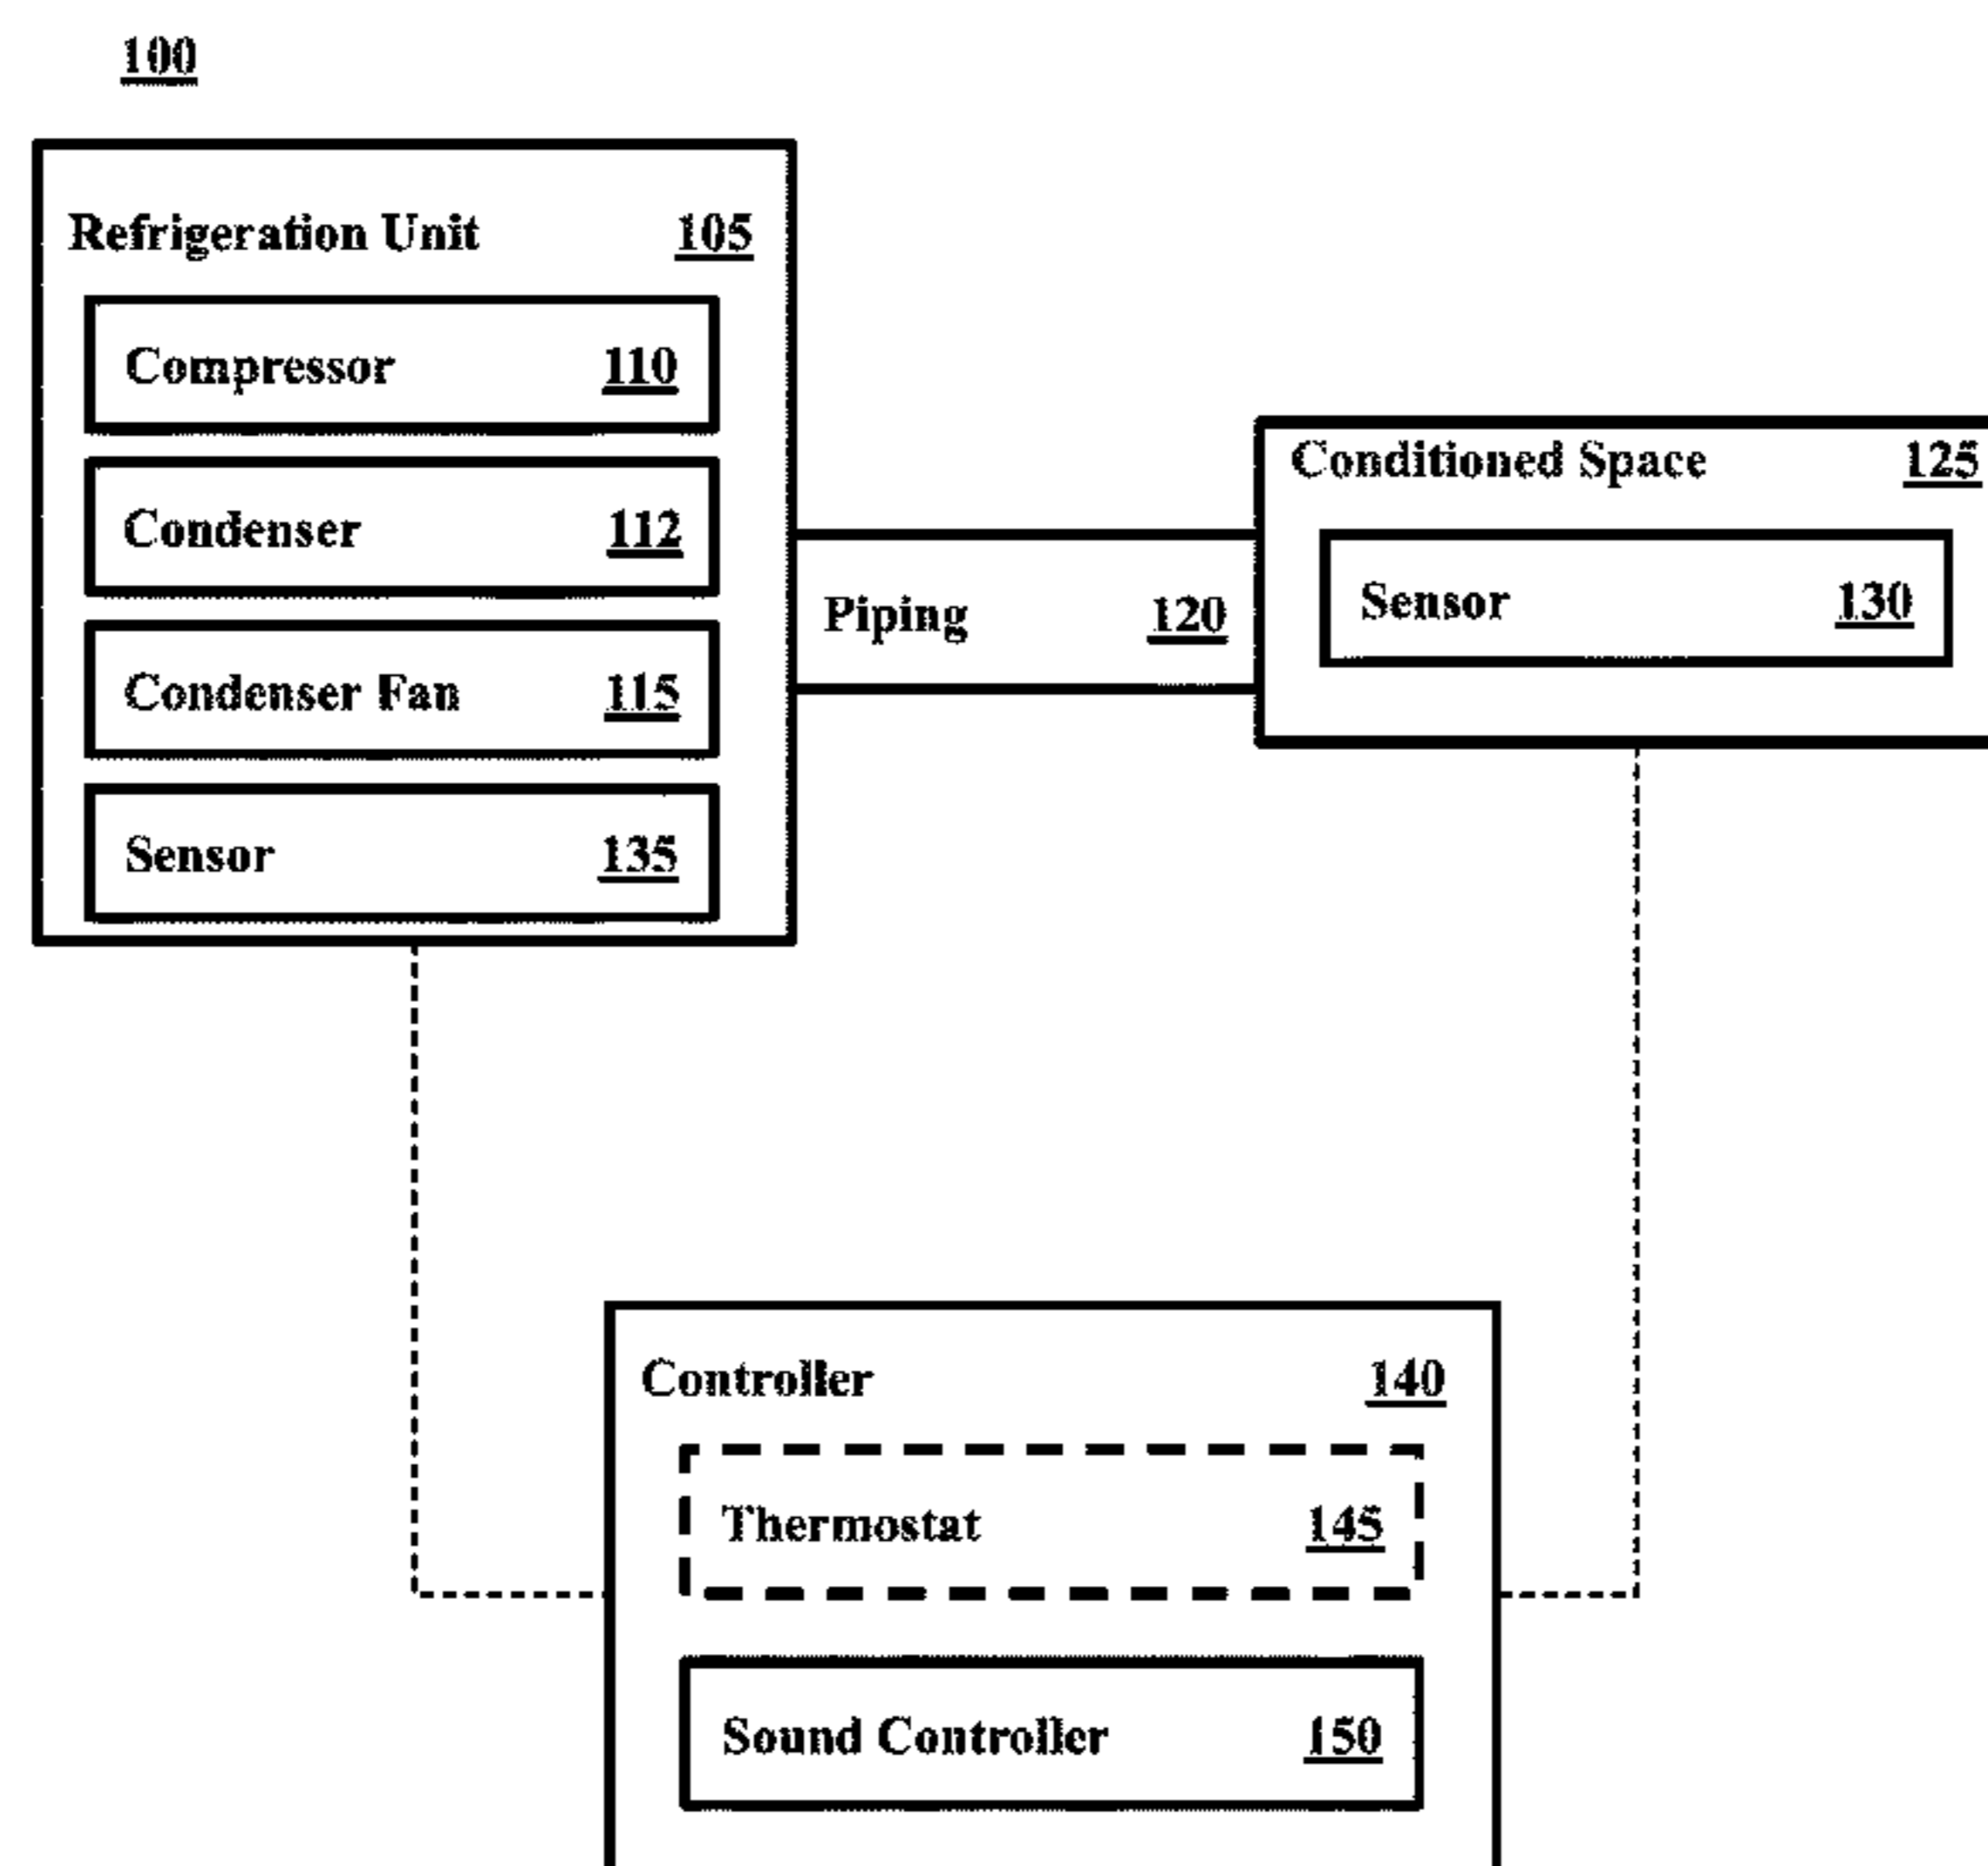 100
Refrigeration Unit 105
Compressor 110
Condenser 112
Condenser Fan 115
Sensor 135
Piping 120
Conditioned Space 125
Sensor 130
Controller 140
Thermostat 145
Sound Controller 150